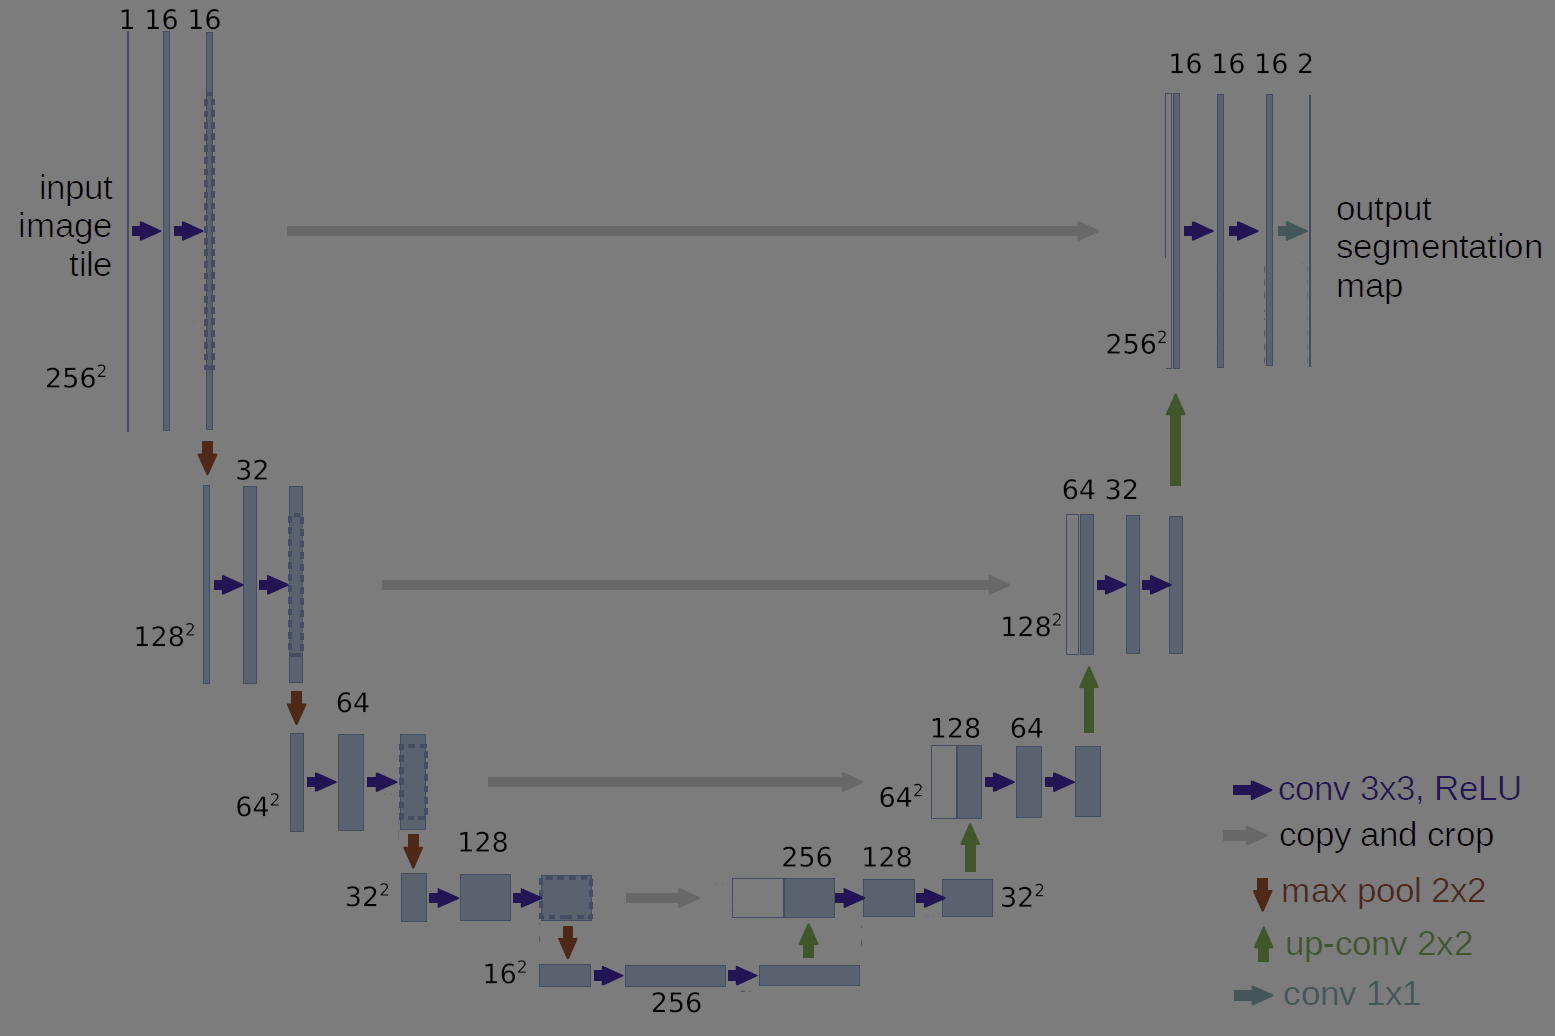 1 16 16
16 16 16 2
input
image
tile
output
segmentation
map
256²
256²
32
64 32
128²
128²
64
128 64
64²
64²
128
256 128
32²
32²
16²
256
conv 3x3, ReLU
copy and crop
max pool 2x2
up-conv 2x2
conv 1x1